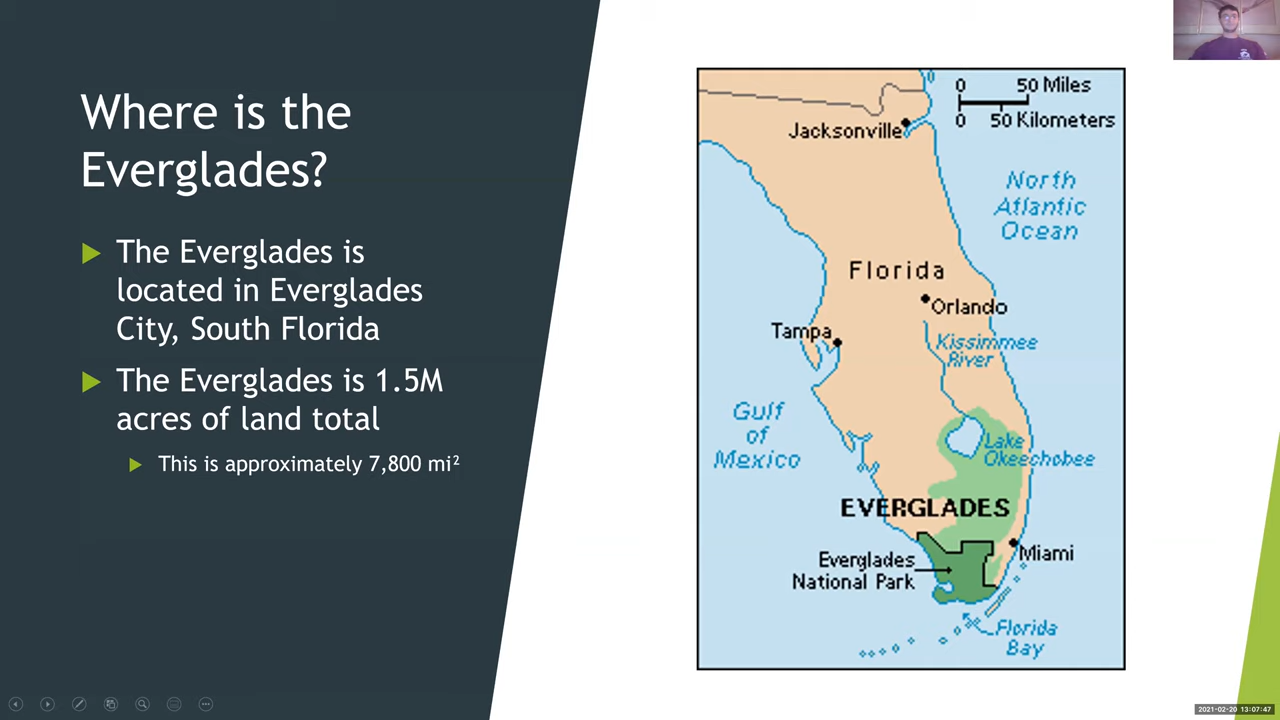 Where is the
Everglades?
The Everglades is
located in Everglades
City, South Florida
The Everglades is 1.5M
acres of land total
This is approximately 7,800 mi²
0 50 Miles
0 50 Kilometers
Jacksonville
North
Atlantic
Ocean
Florida
Orlando
Tampa
Kissimmee
River
Gulf
of
Mexico
Lake
Okeechobee
EVERGLADES
Miami
Everglades
National Park
Florida
Bay
2021-02-20 13:07:47